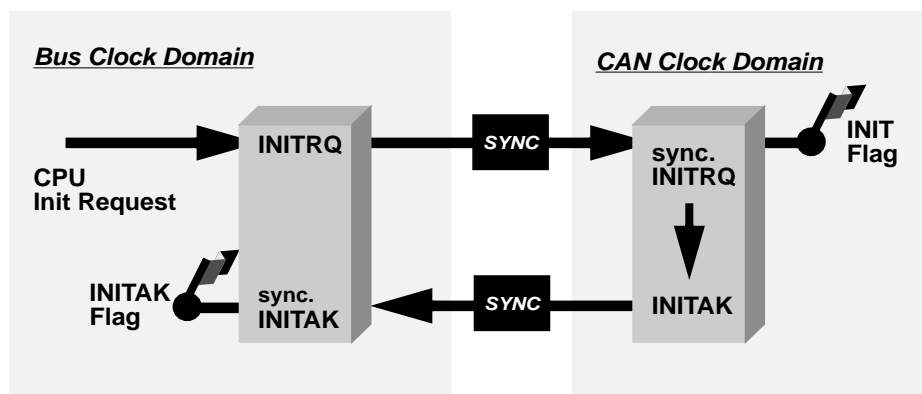 Bus Clock Domain
CAN Clock Domain
INITRQ
SYNC
sync.
INITRQ
INIT
Flag
CPU
Init Request
INITAK
Flag
sync.
INITAK
SYNC
INITAK